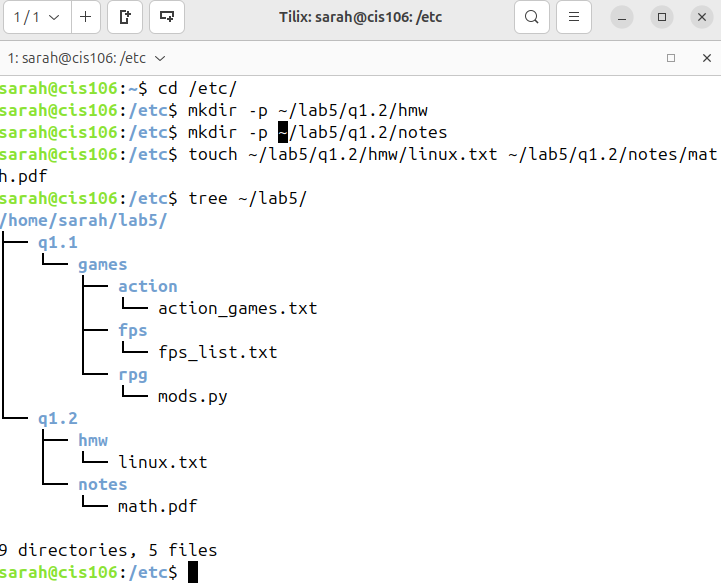 1 / 1
Tilix: sarah@cis106: /etc
1: sarah@cis106: /etc
sarah@cis106:~$ cd /etc/
sarah@cis106:/etc$ mkdir -p ~/lab5/q1.2/hmw
sarah@cis106:/etc$ mkdir -p ~/lab5/q1.2/notes
sarah@cis106:/etc$ touch ~/lab5/q1.2/hmw/linux.txt ~/lab5/q1.2/notes/mat
h.pdf
sarah@cis106:/etc$ tree ~/lab5/
/home/sarah/lab5/
├── q1.1
│   └── games
│       ├── action
│       │   └── action_games.txt
│       ├── fps
│       │   └── fps_list.txt
│       └── rpg
│           └── mods.py
└── q1.2
    ├── hmw
    │   └── linux.txt
    └── notes
        └── math.pdf
9 directories, 5 files
sarah@cis106:/etc$